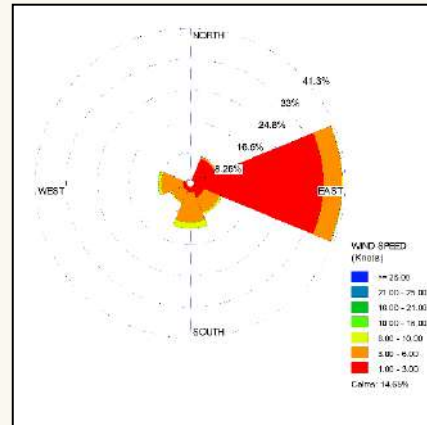 NORTH
41.3%
33%
24.8%
16.5%
8.26%
WEST
EAST
SOUTH
WIND SPEED
(Knots)
>= 25.00
21.00 - 25.00
16.00 - 21.00
10.00 - 16.00
6.00 - 10.00
3.00 - 6.00
1.00 - 3.00
Calms: 14.65%